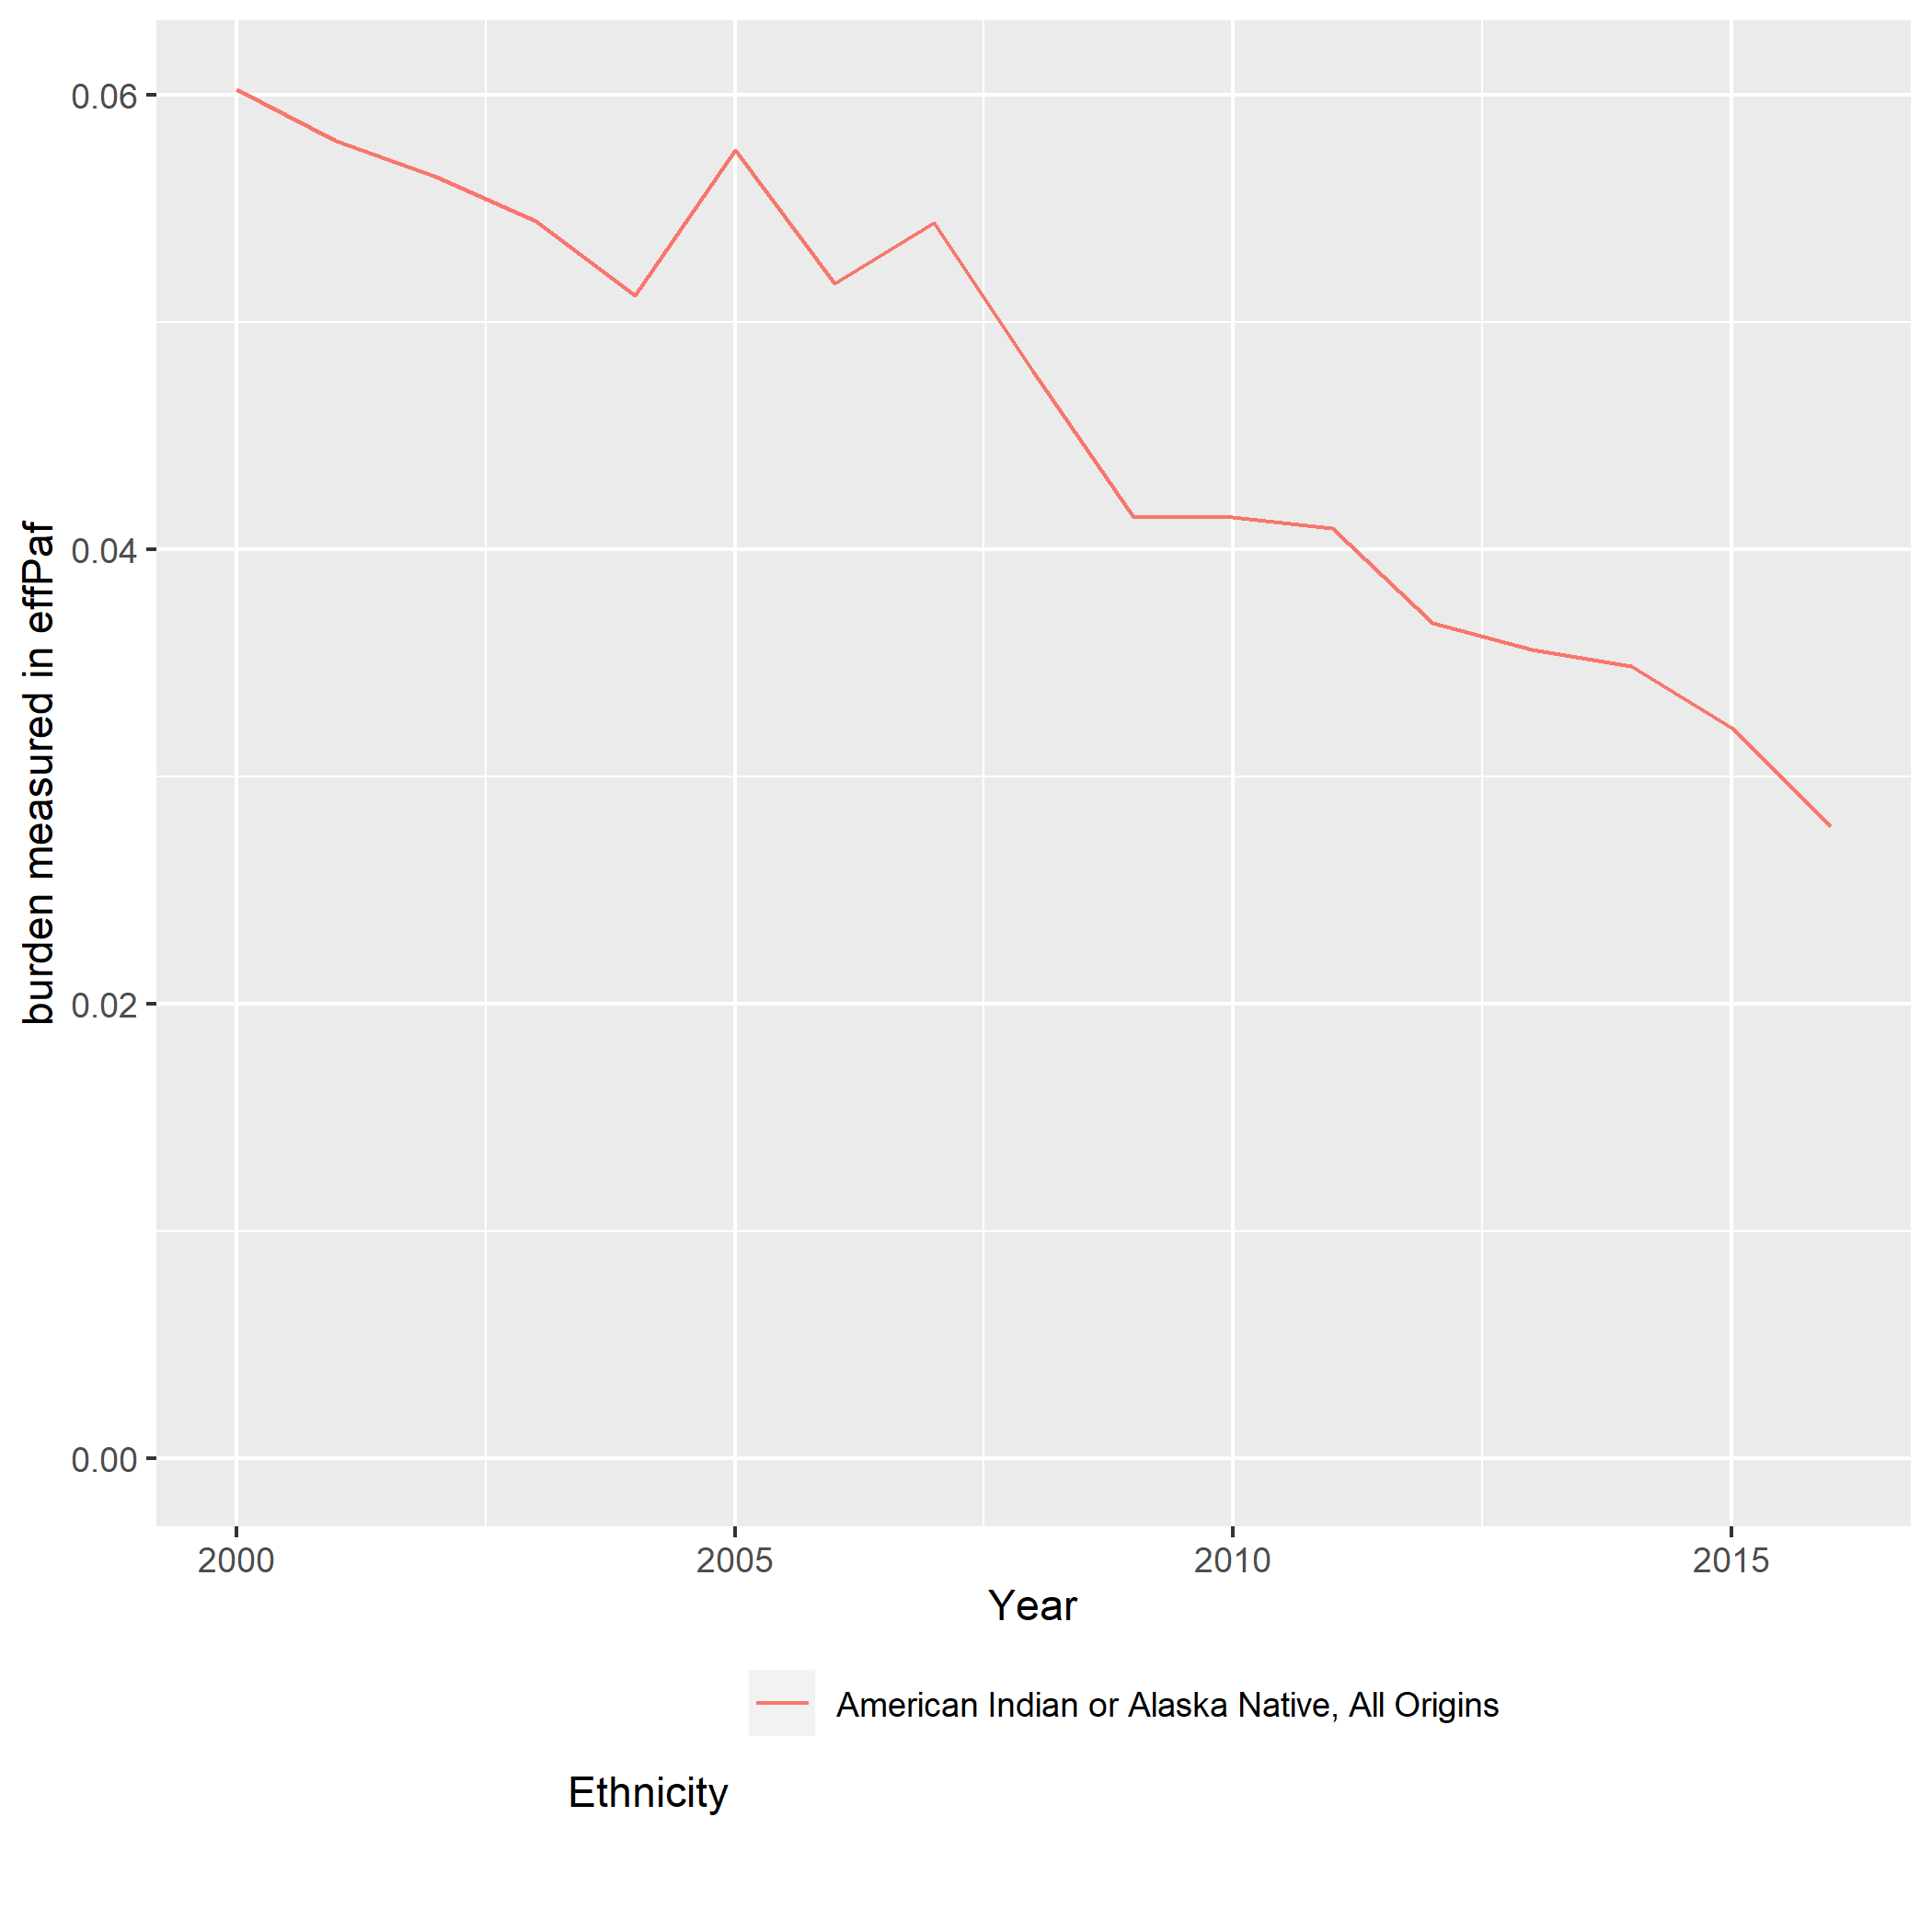 burden measured in effPaf
0.06
0.04
0.02
0.00
2000 2005 2010 2015
Year
American Indian or Alaska Native, All Origins
Ethnicity